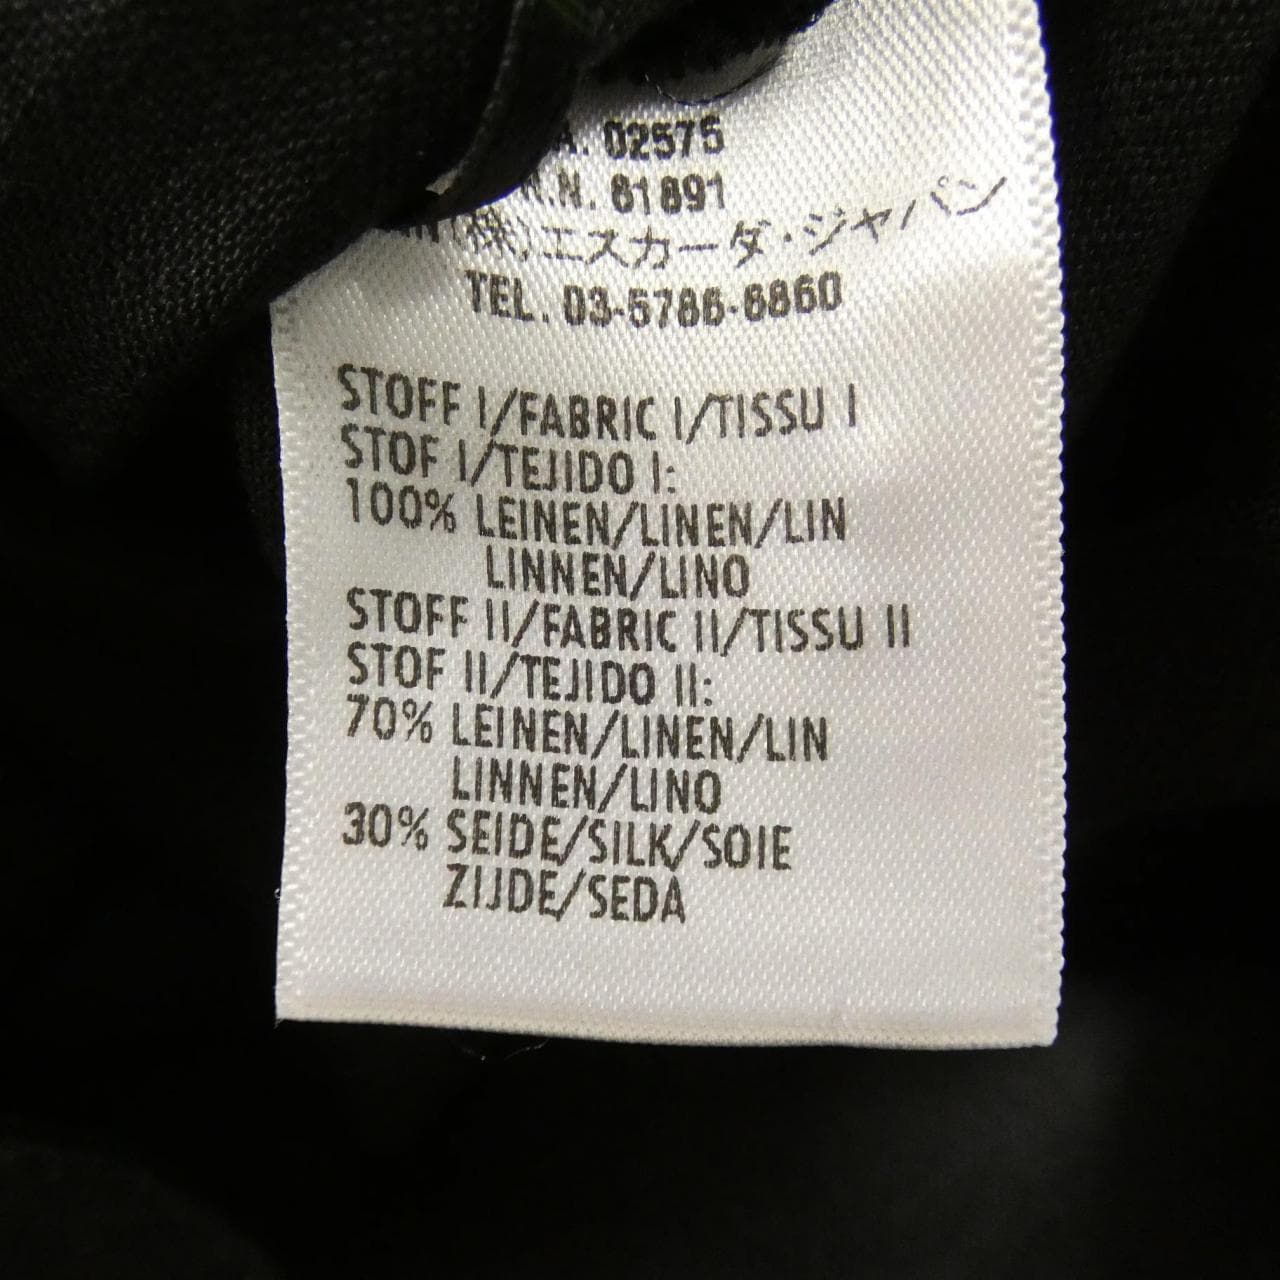 A. 02575
R.N. 81891
(株)エスカーダ・ジャパン
TEL. 03-5786-8860
STOFF I/FABRIC I/TISSU I
STOF I/TEJIDO I:
100% LEINEN/LINEN/LIN
LINNEN/LINO
STOFF II/FABRIC II/TISSU II
STOF II/TEJIDO II:
70% LEINEN/LINEN/LIN
LINNEN/LINO
30% SEIDE/SILK/SOIE
ZIJDE/SEDA